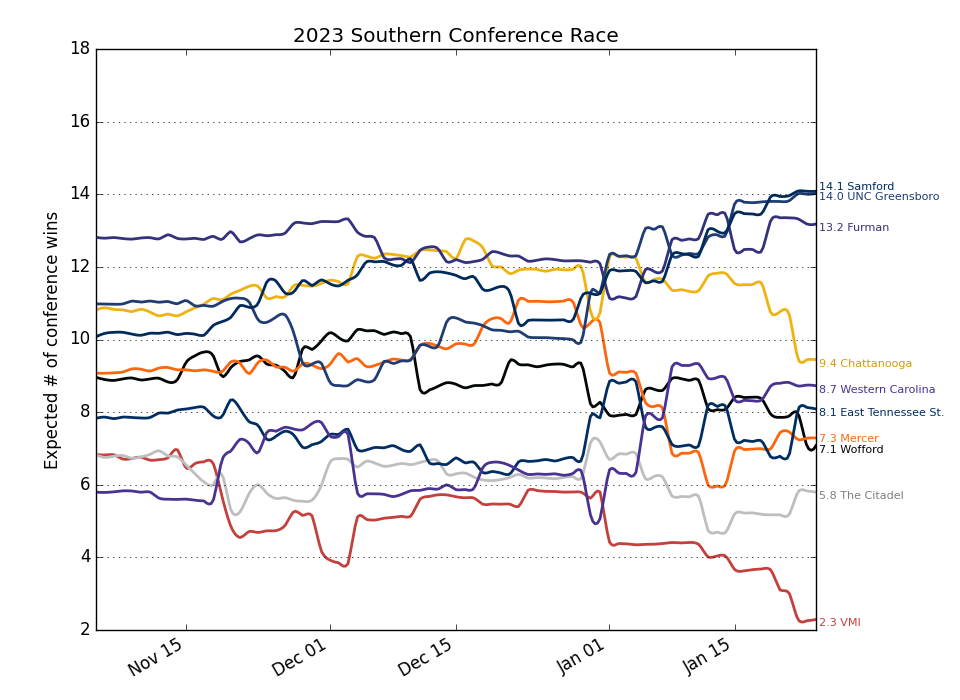 2023 Southern Conference Race
Expected # of conference wins
18
16
14
12
10
8
6
4
2
Nov 15
Dec 01
Dec 15
Jan 01
Jan 15
14.1 Samford
14.0 UNC Greensboro
13.2 Furman
9.4 Chattanooga
8.7 Western Carolina
8.1 East Tennessee St.
7.3 Mercer
7.1 Wofford
5.8 The Citadel
2.3 VMI